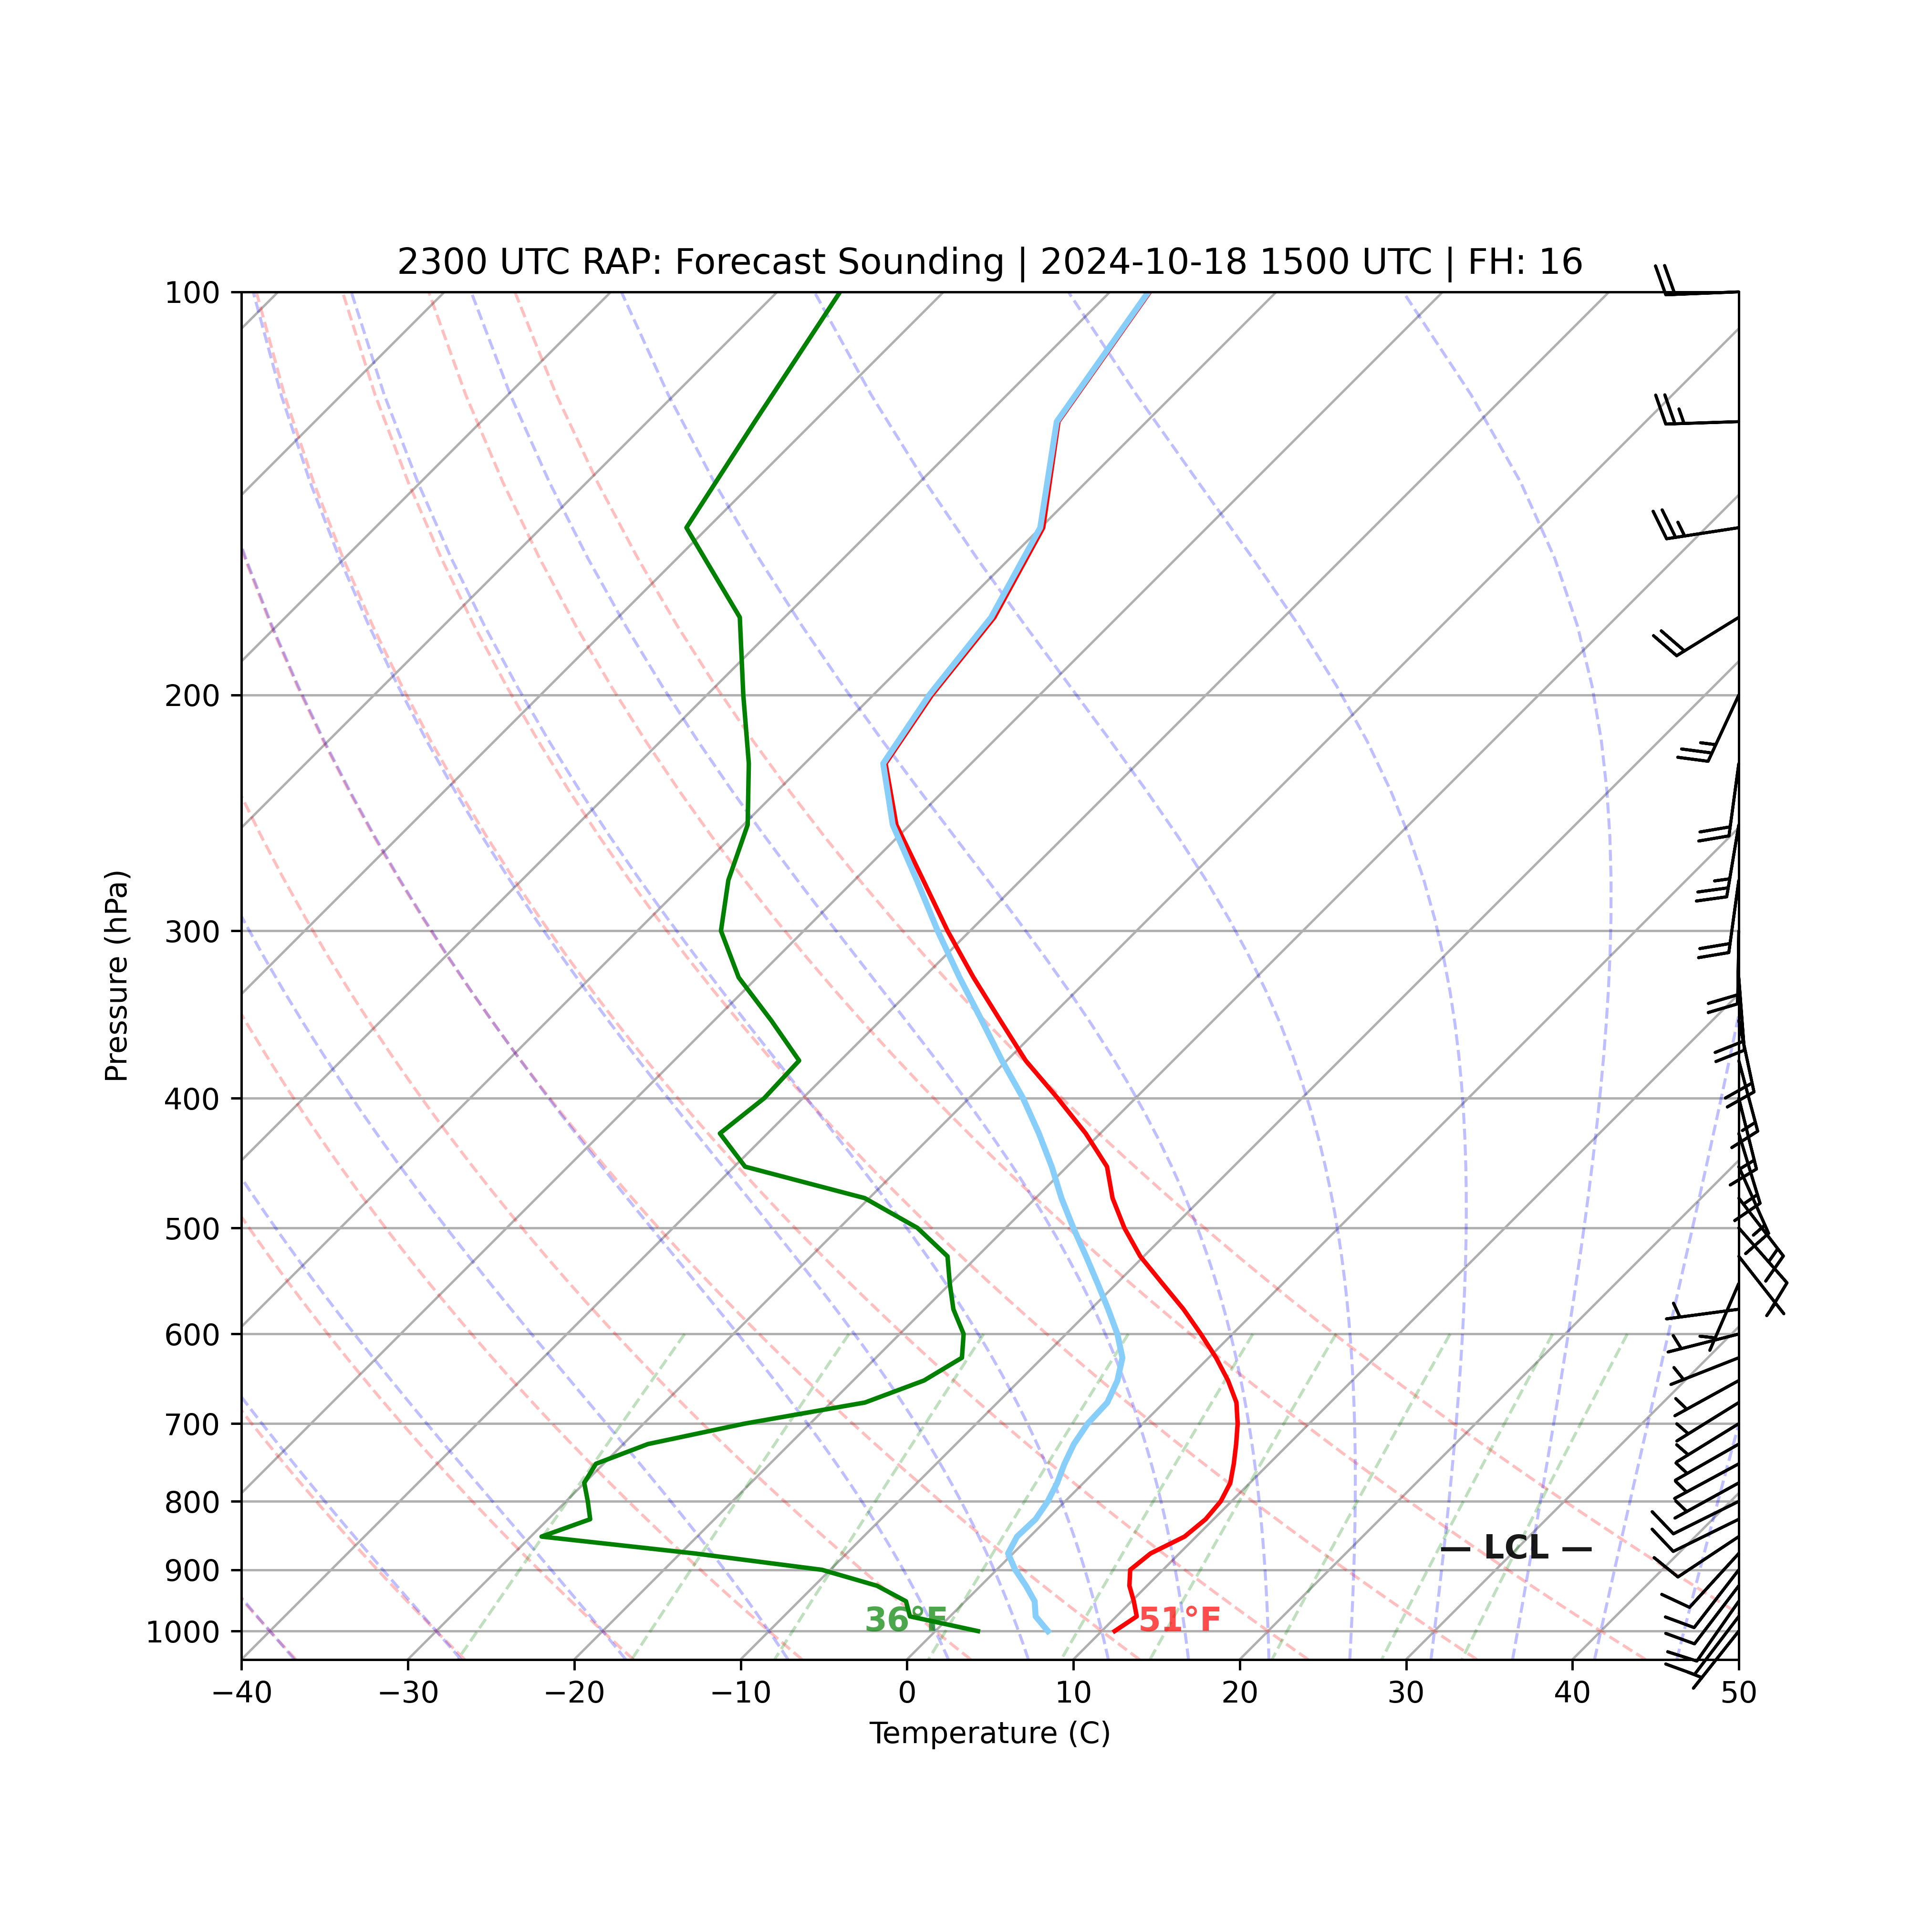 2300 UTC RAP: Forecast Sounding | 2024-10-18 1500 UTC | FH: 16
100
200
300
400
500
600
700
800
900
1000
Pressure (hPa)
— LCL —
36°F
51°F
−40 −30 −20 −10 0 10 20 30 40 50
Temperature (C)